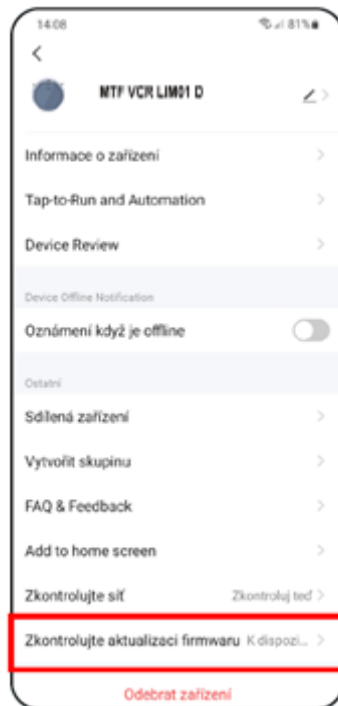 14:08 81%
MTF VCR LIM01 D
Informace o zařízení
Tap-to-Run and Automation
Device Review
Device Offline Notification
Oznámení když je offline
Ostatní
Sdílená zařízení
Vytvořit skupinu
FAQ & Feedback
Add to home screen
Zkontrolujte síť Zkontroluj teď
Zkontrolujte aktualizaci firmwaru K dispozi...
Odebrat zařízení